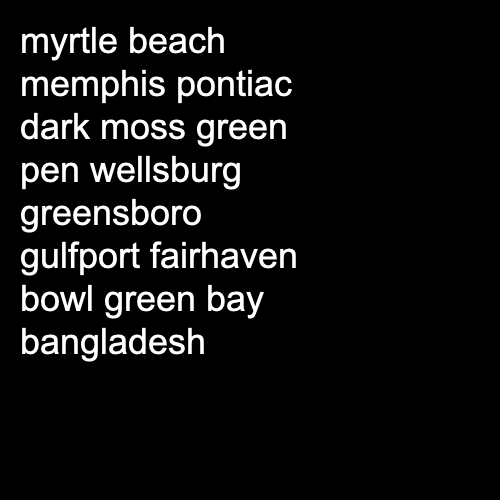 myrtle beach
memphis pontiac
dark moss green
pen wellsburg
greensboro
gulfport fairhaven
bowl green bay
bangladesh